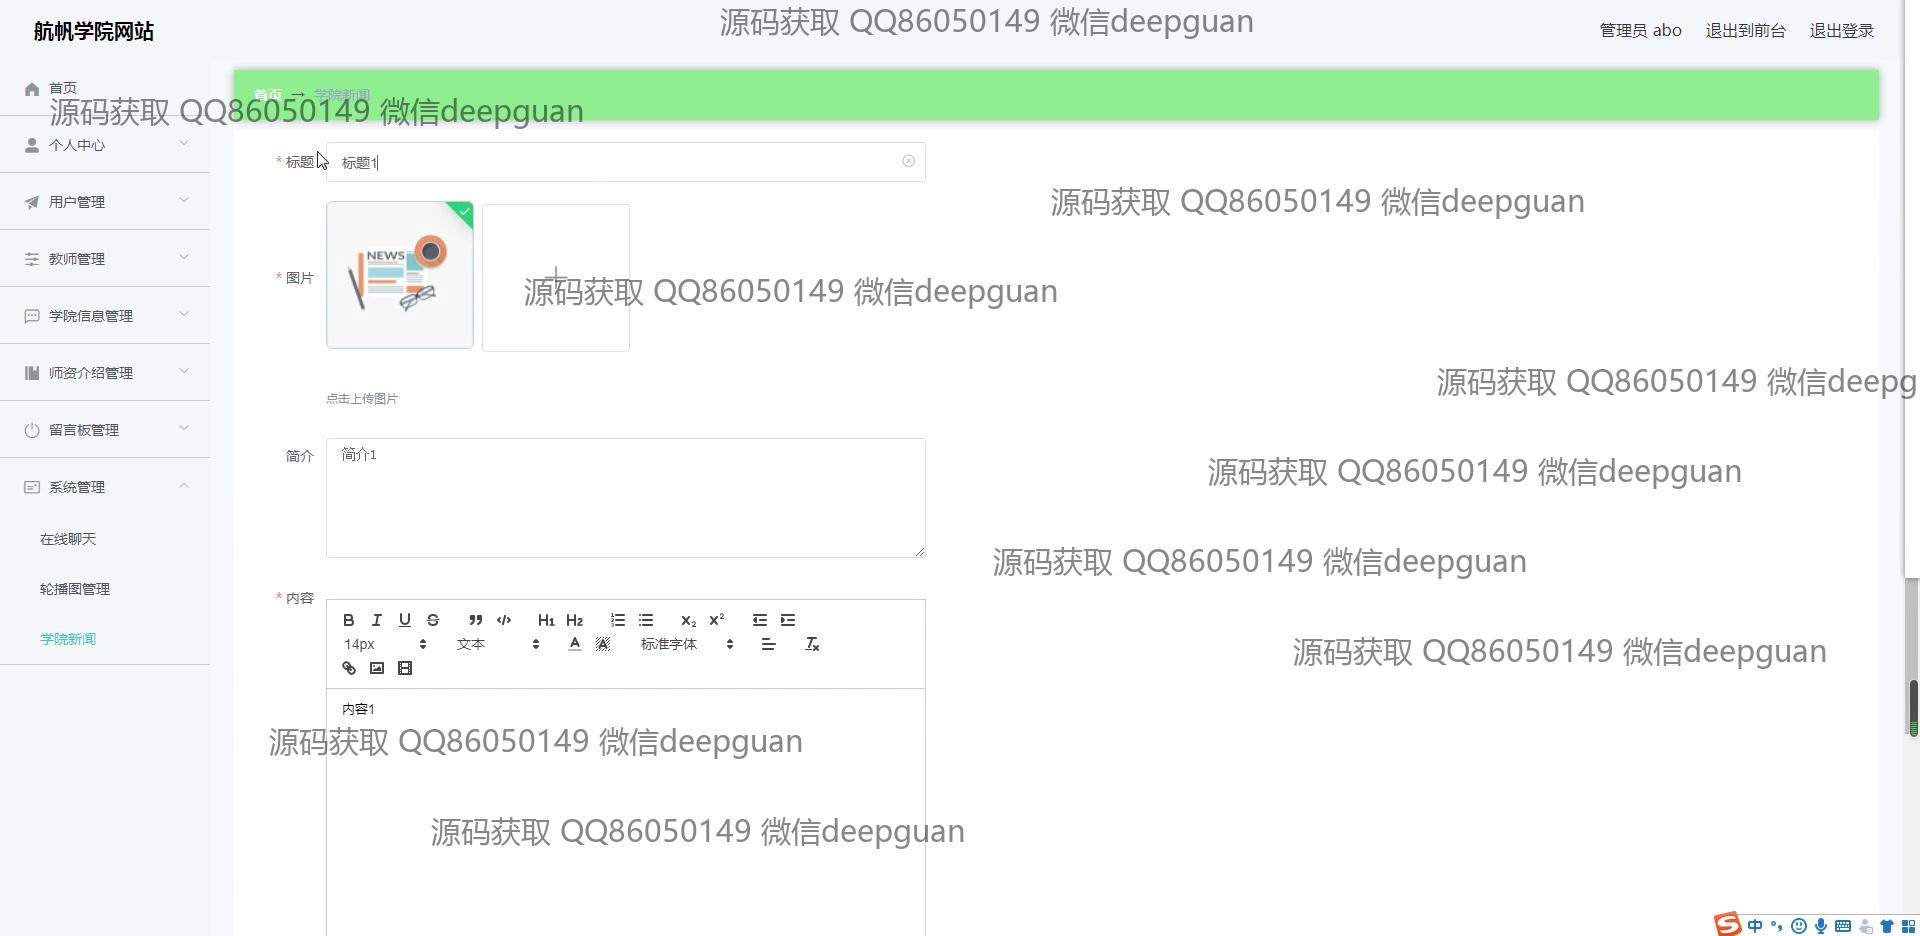 航帆学院网站
源码获取 QQ86050149 微信deepguan
管理员 abo
退出到前台
退出登录
首页
首页 → 学院新闻
源码获取 QQ86050149 微信deepguan
个人中心
* 标题
标题1
用户管理
源码获取 QQ86050149 微信deepguan
教师管理
* 图片
NEWS
源码获取 QQ86050149 微信deepguan
学院信息管理
师资介绍管理
源码获取 QQ86050149 微信deepg
点击上传图片
留言板管理
简介
简介1
源码获取 QQ86050149 微信deepguan
系统管理
在线聊天
源码获取 QQ86050149 微信deepguan
轮播图管理
* 内容
B I U S H1 H2 X2 X2
学院新闻
14px 文本 A A 标准字体 Tx
源码获取 QQ86050149 微信deepguan
内容1
源码获取 QQ86050149 微信deepguan
源码获取 QQ86050149 微信deepguan
S 中